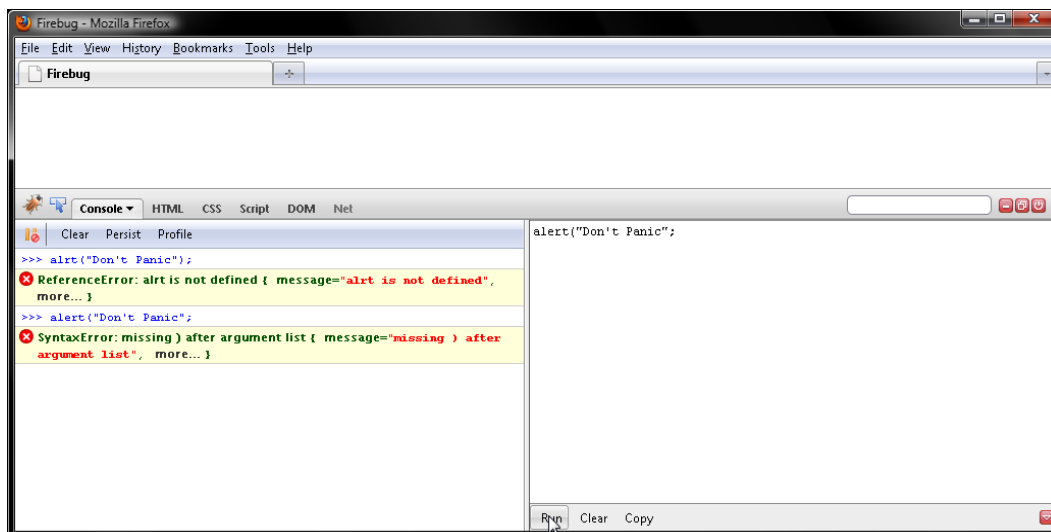 Firebug - Mozilla Firefox
File Edit View History Bookmarks Tools Help
Firebug
Console HTML CSS Script DOM Net
Clear Persist Profile
>>> alrt("Don't Panic");
ReferenceError: alrt is not defined { message="alrt is not defined",
more... }
>>> alert("Don't Panic";
SyntaxError: missing ) after argument list { message="missing ) after
argument list", more... }
alert("Don't Panic";
Run Clear Copy